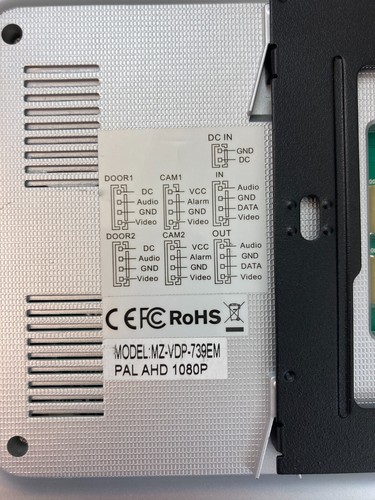 DC IN
GND
DC
DOOR1 CAM1 IN
DC VCC Audio
Audio Alarm GND
GND GND DATA
Video Video Video
DOOR2 CAM2 OUT
DC VCC Audio
Audio Alarm GND
GND GND DATA
Video Video Video
CE FC RoHS
MODEL:MZ-VDP-739EM
PAL AHD 1080P